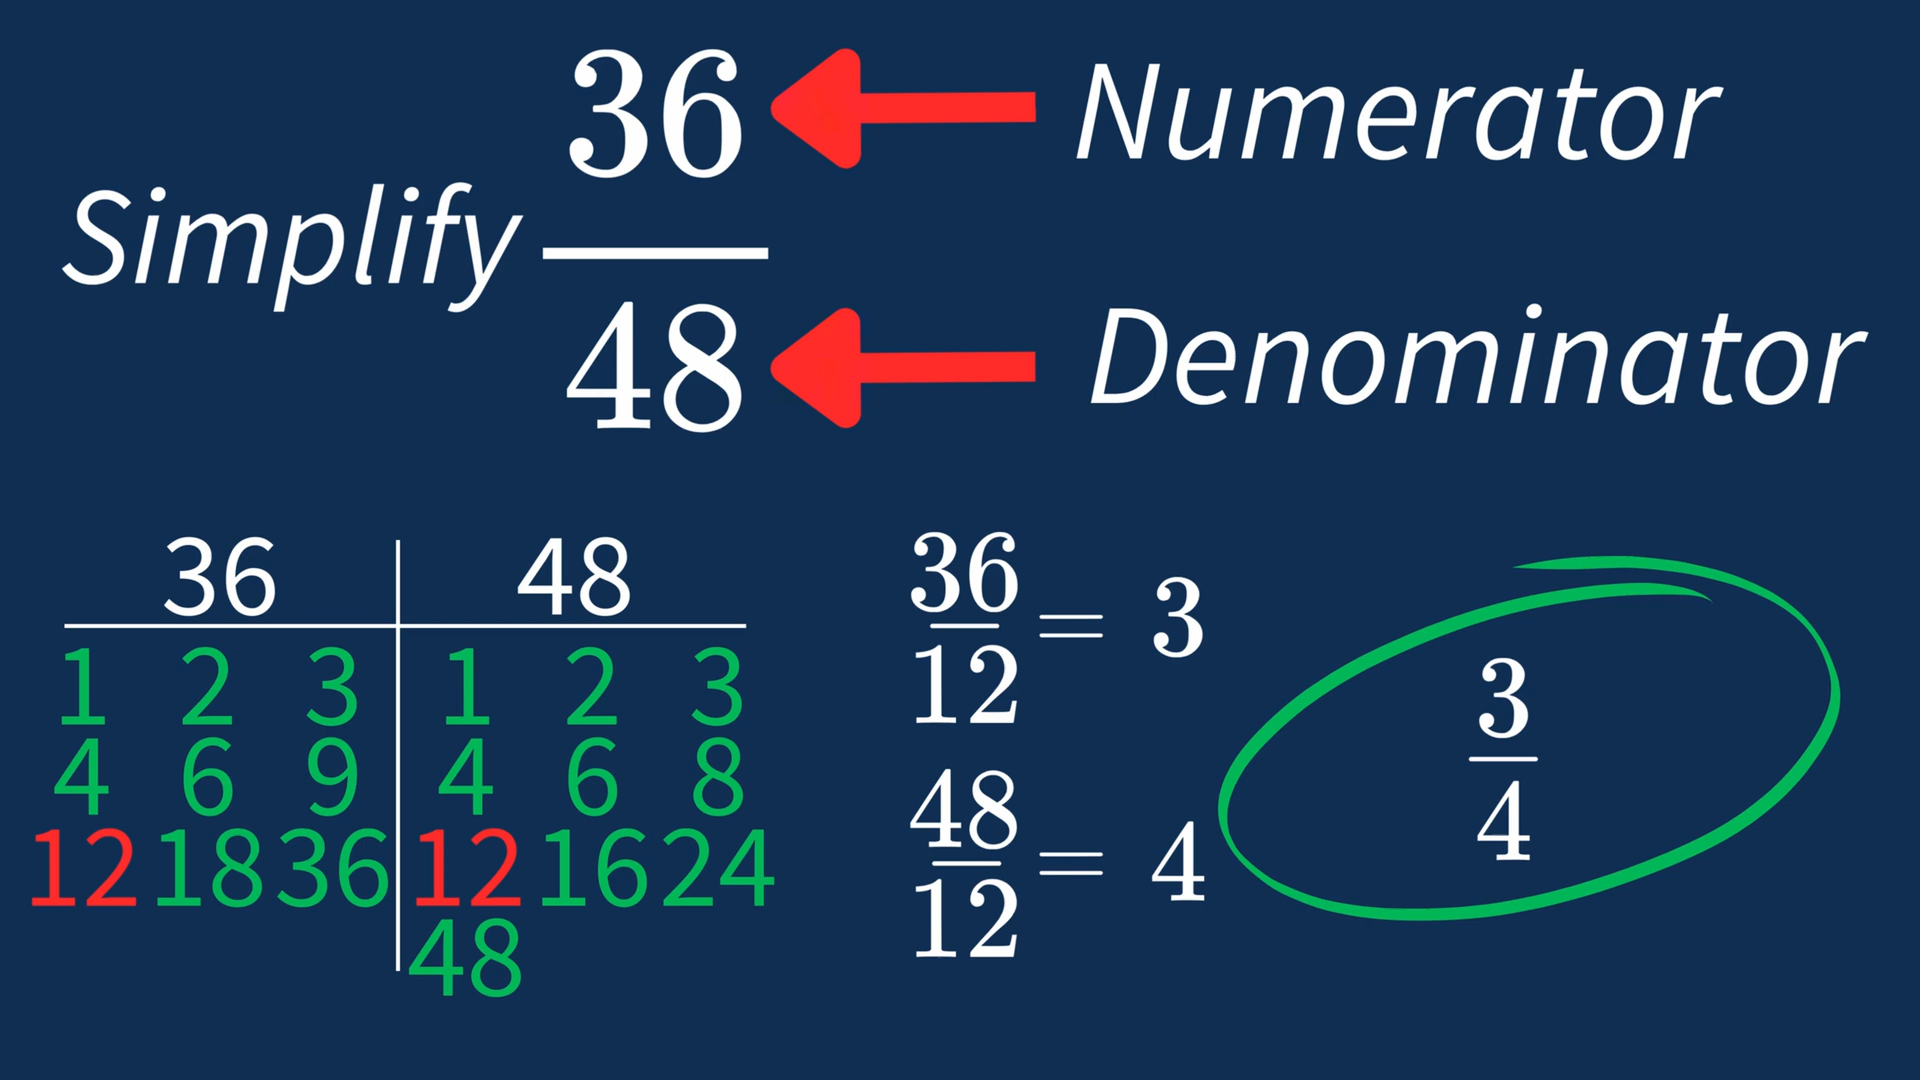 Simplify 36/48
Numerator
Denominator
36 48
1 2 3 1 2 3
4 6 9 4 6 8
12 18 36 12 16 24
48
36/12 = 3
48/12 = 4
3/4